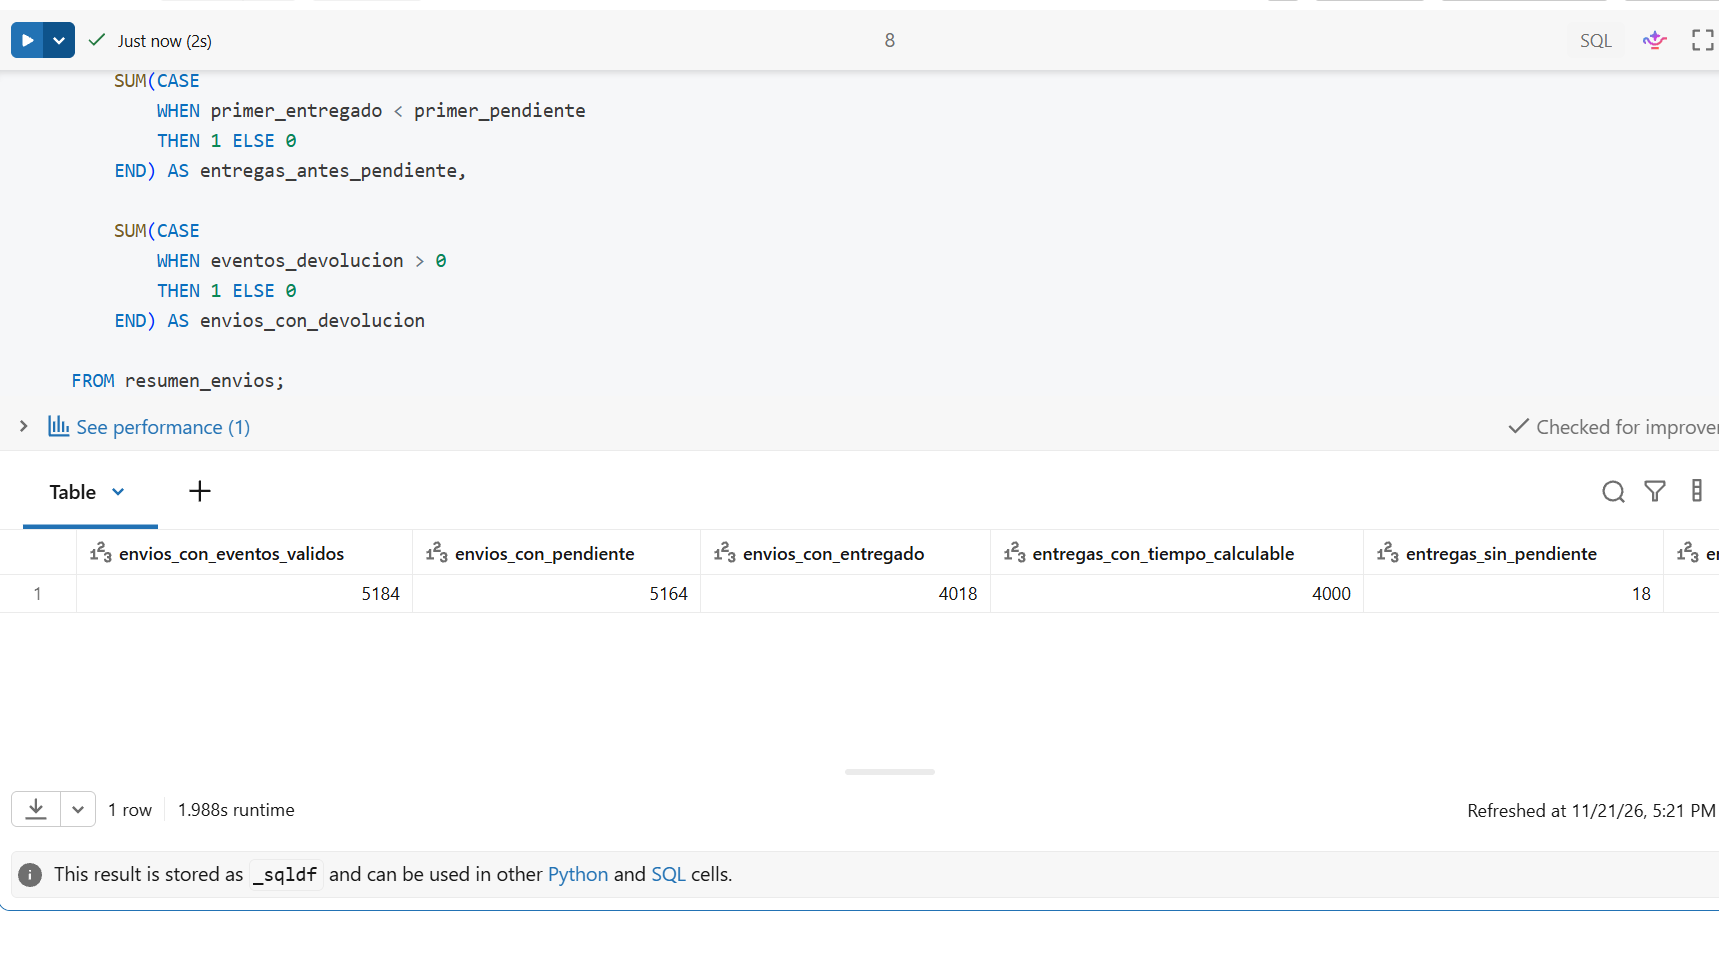 Just now (2s)
8
SQL
SUM(CASE
WHEN primer_entregado < primer_pendiente
THEN 1 ELSE 0
END) AS entregas_antes_pendiente,
SUM(CASE
WHEN eventos_devolucion > 0
THEN 1 ELSE 0
END) AS envios_con_devolucion
FROM resumen_envios;
See performance (1)
Checked for improve
Table
envios_con_eventos_validos envios_con_pendiente envios_con_entregado entregas_con_tiempo_calculable entregas_sin_pendiente
1 5184 5164 4018 4000 18
1 row 1.988s runtime
Refreshed at 11/21/26, 5:21 PM
This result is stored as _sqldf and can be used in other Python and SQL cells.